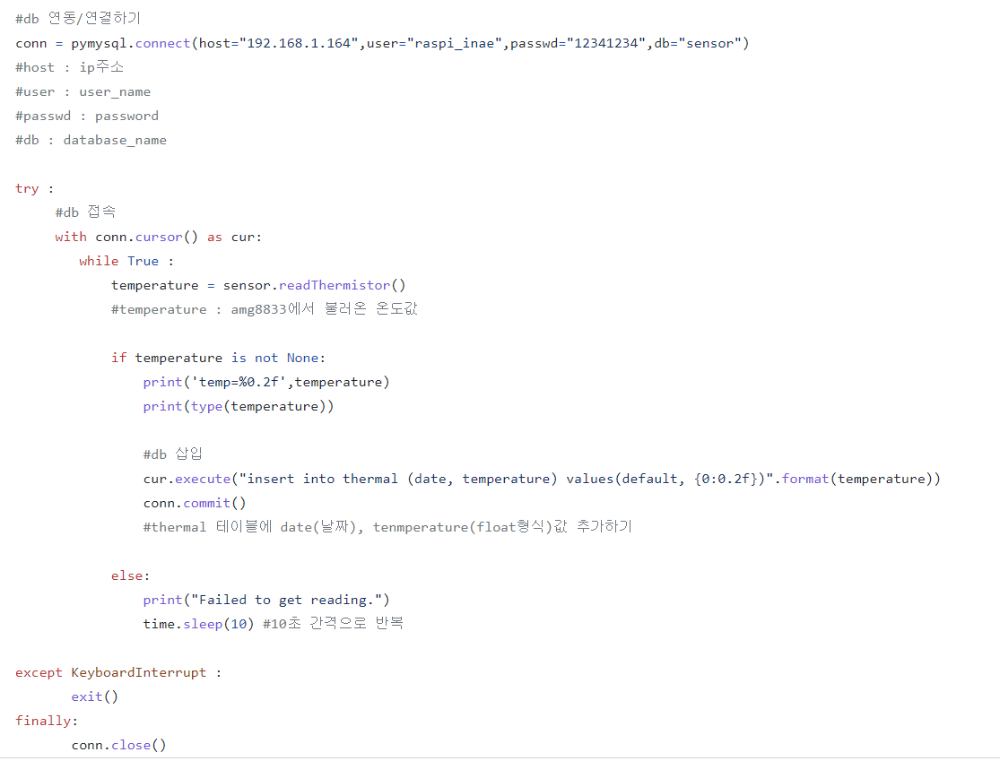 #db 연동/연결하기
conn = pymysql.connect(host="192.168.1.164",user="raspi_inae",passwd="12341234",db="sensor")
#host : ip주소
#user : user_name
#passwd : password
#db : database_name
try :
#db 접속
with conn.cursor() as cur:
while True :
temperature = sensor.readThermistor()
#temperature : amg8833에서 불러온 온도값
if temperature is not None:
print('temp=%0.2f',temperature)
print(type(temperature))
#db 삽입
cur.execute("insert into thermal (date, temperature) values(default, {0:0.2f})".format(temperature))
conn.commit()
#thermal 테이블에 date(날짜), tenmperature(float형식)값 추가하기
else:
print("Failed to get reading.")
time.sleep(10) #10초 간격으로 반복
except KeyboardInterrupt :
exit()
finally:
conn.close()